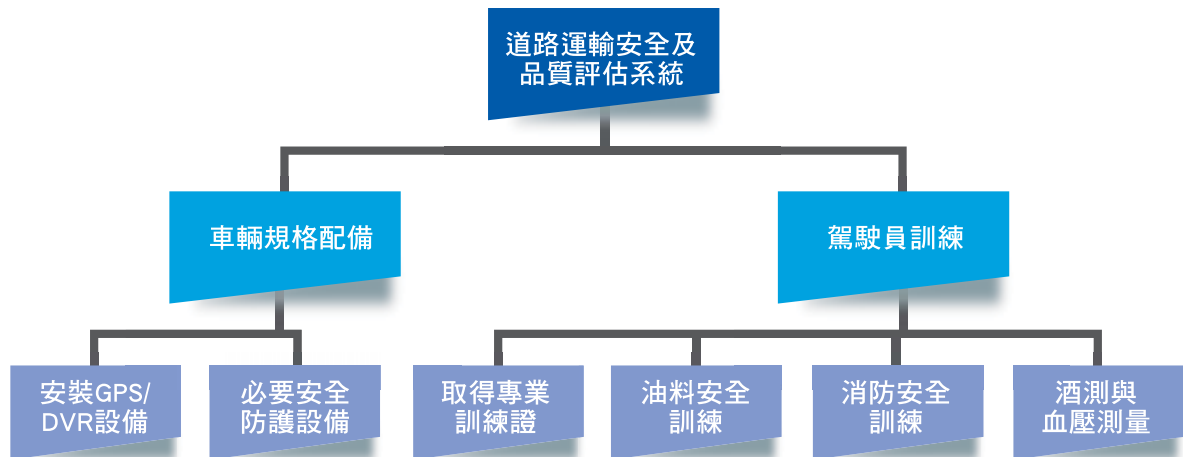 道路運輸安全及
品質評估系統
車輛規格配備
駕駛員訓練
安裝GPS/
DVR設備
必要安全
防護設備
取得專業
訓練證
油料安全
訓練
消防安全
訓練
酒測與
血壓測量